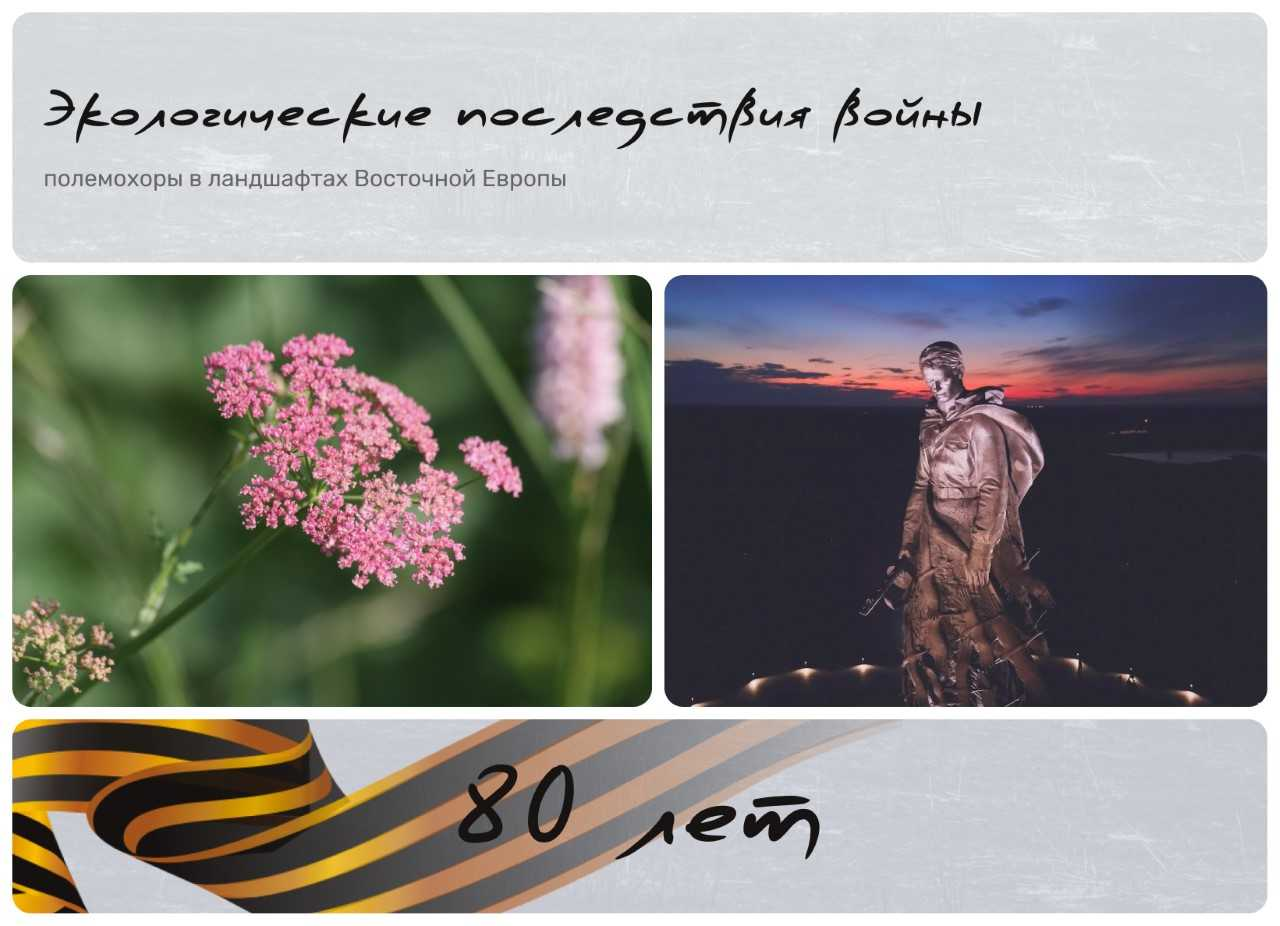 Экологические последствия войны
полемохоры в ландшафтах Восточной Европы
80 лет